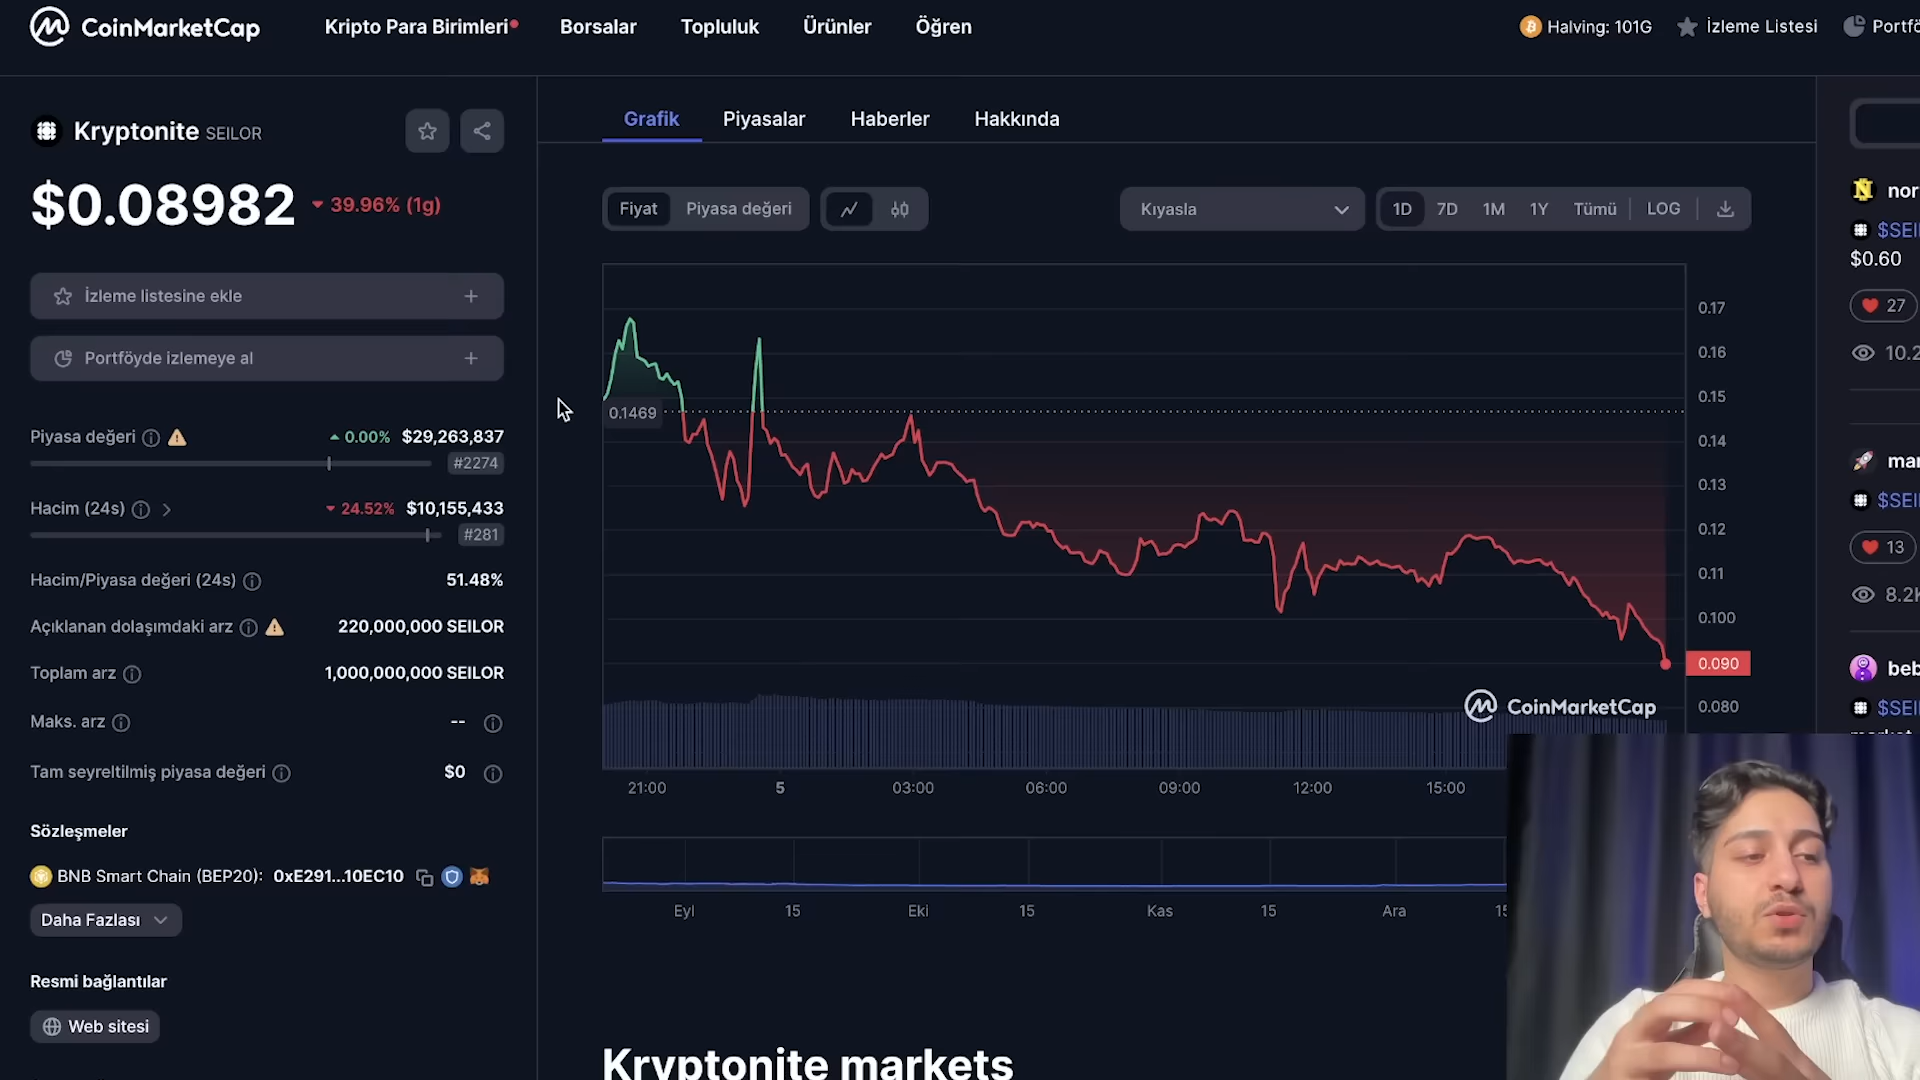 CoinMarketCap
Kripto Para Birimleri
Borsalar
Topluluk
Ürünler
Öğren
Halving: 101G
İzleme Listesi
Kryptonite SEILOR
$0.08982
39.96% (1g)
İzleme listesine ekle
Portföyde izlemeye al
Piyasa değeri
0.00% $29,263,837
#2274
Hacim (24s)
24.52% $10,155,433
#281
Hacim/Piyasa değeri (24s)
51.48%
Açıklanan dolaşımdaki arz
220,000,000 SEILOR
Toplam arz
1,000,000,000 SEILOR
Maks. arz
--
Tam seyreltilmiş piyasa değeri
$0
Sözleşmeler
BNB Smart Chain (BEP20): 0xE291...10EC10
Daha Fazlası
Resmi bağlantılar
Web sitesi
Grafik
Piyasalar
Haberler
Hakkında
Fiyat
Piyasa değeri
Kıyasla
1D
7D
1M
1Y
Tümü
LOG
0.1469
0.17
0.16
0.15
0.14
0.13
0.12
0.11
0.100
0.090
0.080
CoinMarketCap
21:00
5
03:00
06:00
09:00
12:00
15:00
Eyl
15
Eki
15
Kas
15
Ara
Kryptonite markets
$0.60
27
13